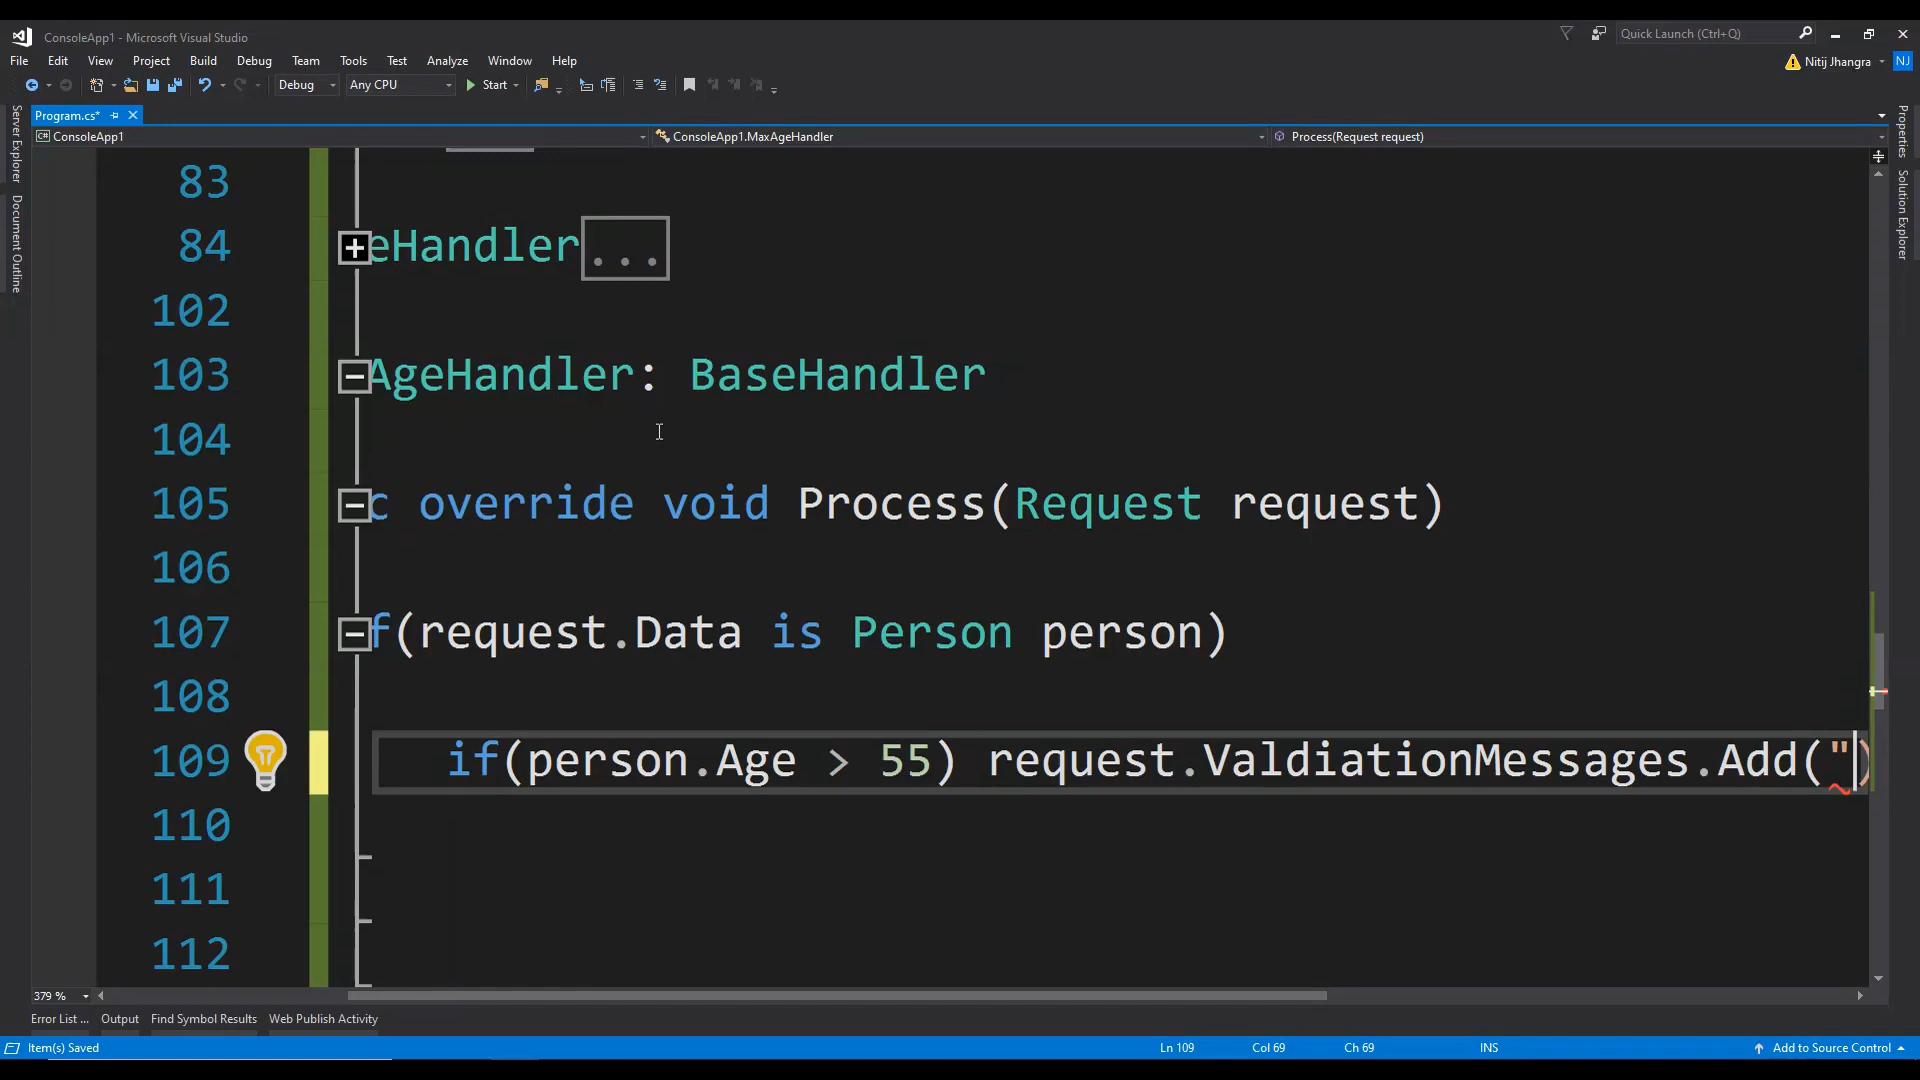 ConsoleApp1 - Microsoft Visual Studio
Quick Launch (Ctrl+Q)
File Edit View Project Build Debug Team Tools Test Analyze Window Help
Nitij Jhangra NJ
Debug Any CPU Start
Program.cs*
ConsoleApp1 ConsoleApp1.MaxAgeHandler Process(Request request)
Server Explorer
Document Outline
Properties
Solution Explorer
83
84 eHandler...
102
103 AgeHandler: BaseHandler
104
105 c override void Process(Request request)
106
107 f(request.Data is Person person)
108
109 if(person.Age > 55) request.ValdiationMessages.Add(")
110
111
112
379 %
Error List ... Output Find Symbol Results Web Publish Activity
Item(s) Saved Ln 109 Col 69 Ch 69 INS Add to Source Control